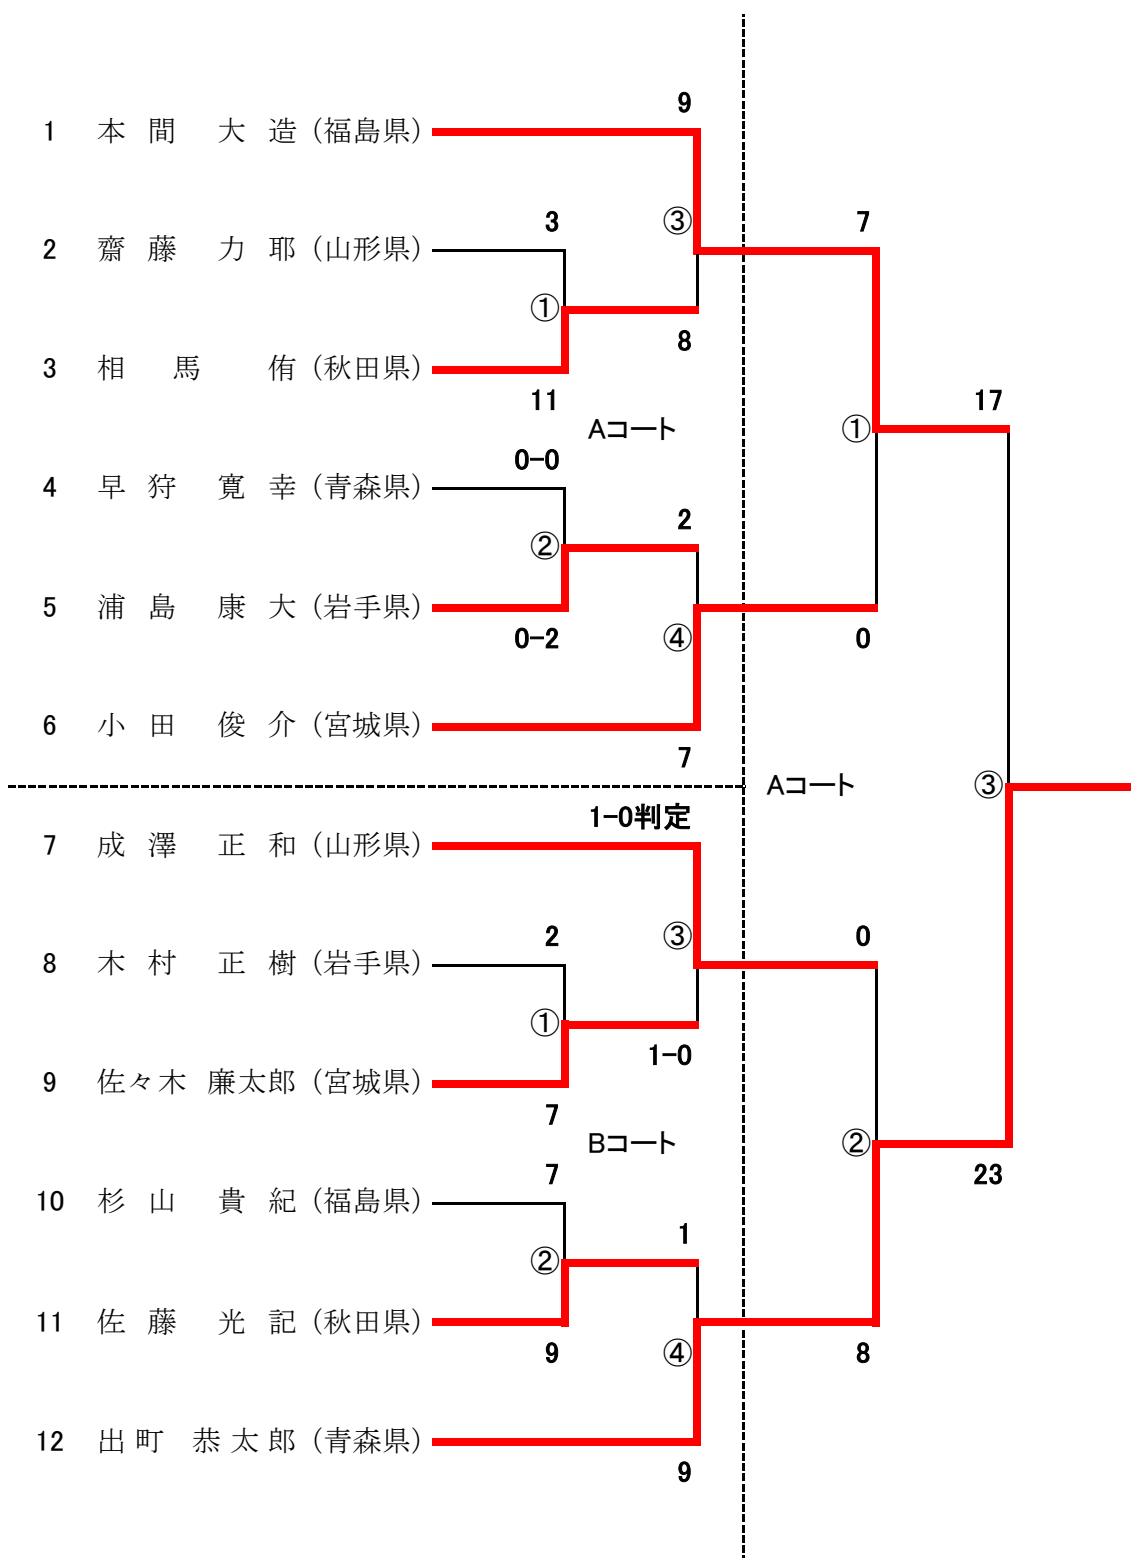 9
1 本間 大造 (福島県)
3
③
7
2 齋藤 力耶 (山形県)
①
8
3 相馬 侑 (秋田県)
11
17
Aコート
①
0-0
4 早狩 寛幸 (青森県)
2
②
5 浦島 康大 (岩手県)
0-2
④
0
6 小田 俊介 (宮城県)
7
Aコート
③
1-0判定
7 成澤 正和 (山形県)
2
③
0
8 木村 正樹 (岩手県)
①
1-0
9 佐々木 廉太郎 (宮城県)
7
Bコート
②
7
23
10 杉山 貴紀 (福島県)
1
②
11 佐藤 光記 (秋田県)
9
④
8
12 出町 恭太郎 (青森県)
9